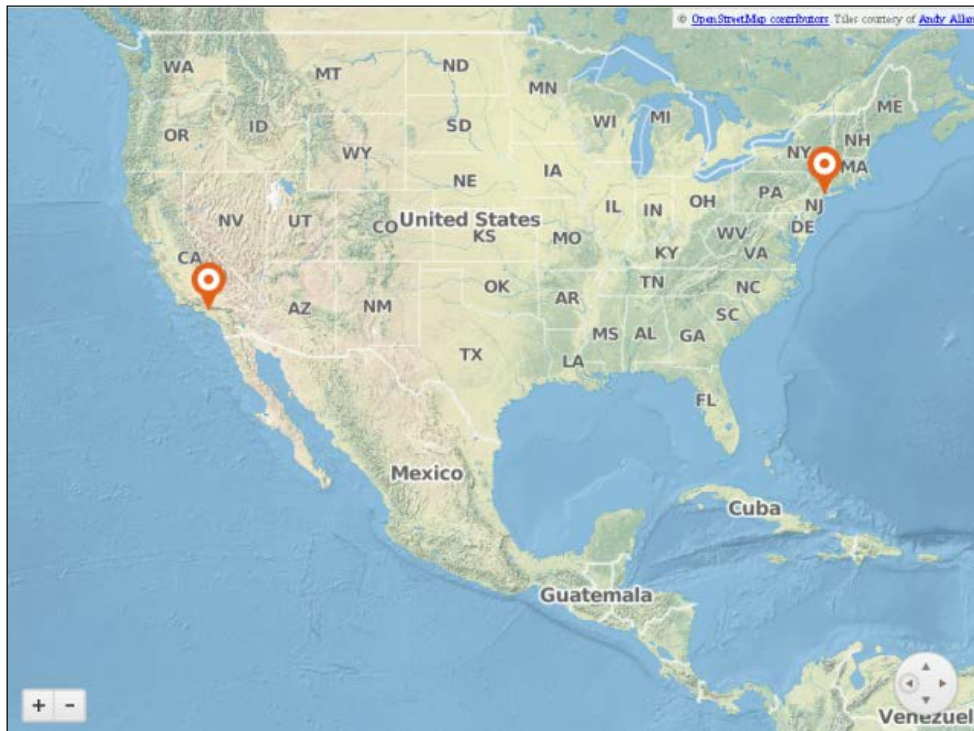 © OpenStreetMap contributors. Tiles courtesy of Andy Allan
WA
MT
ND
MN
ME
OR
ID
SD
WI
MI
NH
NY
MA
WY
IA
NE
PA
OH
NJ
IL
IN
NV
UT
CO
United States
KS
MO
WV
DE
KY
VA
CA
TN
NC
OK
AR
AZ
NM
SC
MS
AL
GA
TX
LA
FL
Mexico
Cuba
Guatemala
+ -
Venezuel